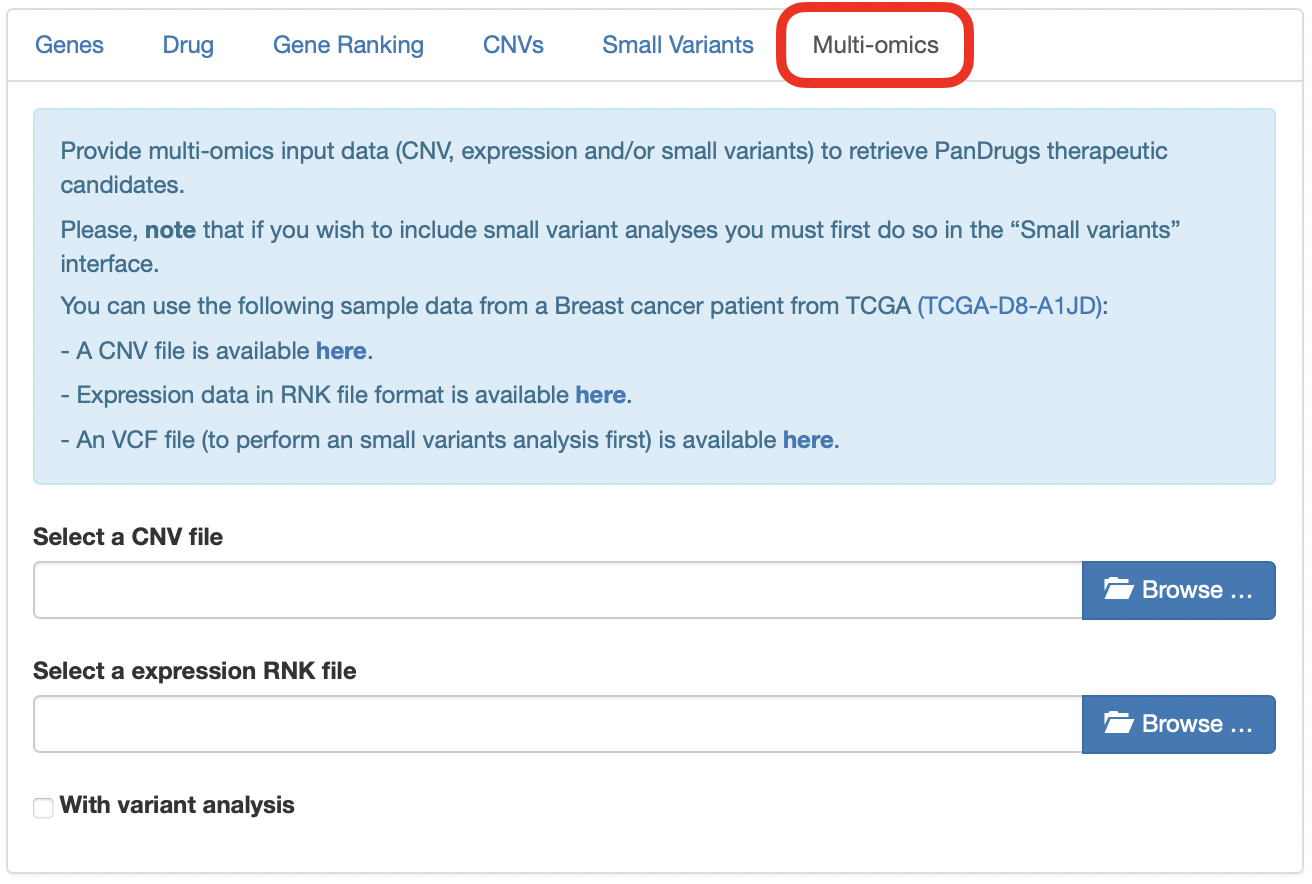 Genes Drug Gene Ranking CNVs Small Variants Multi-omics
Provide multi-omics input data (CNV, expression and/or small variants) to retrieve PanDrugs therapeutic
candidates.
Please, note that if you wish to include small variant analyses you must first do so in the “Small variants”
interface.
You can use the following sample data from a Breast cancer patient from TCGA (TCGA-D8-A1JD):
- A CNV file is available here.
- Expression data in RNK file format is available here.
- An VCF file (to perform an small variants analysis first) is available here.
Select a CNV file
Browse …
Select a expression RNK file
Browse …
With variant analysis